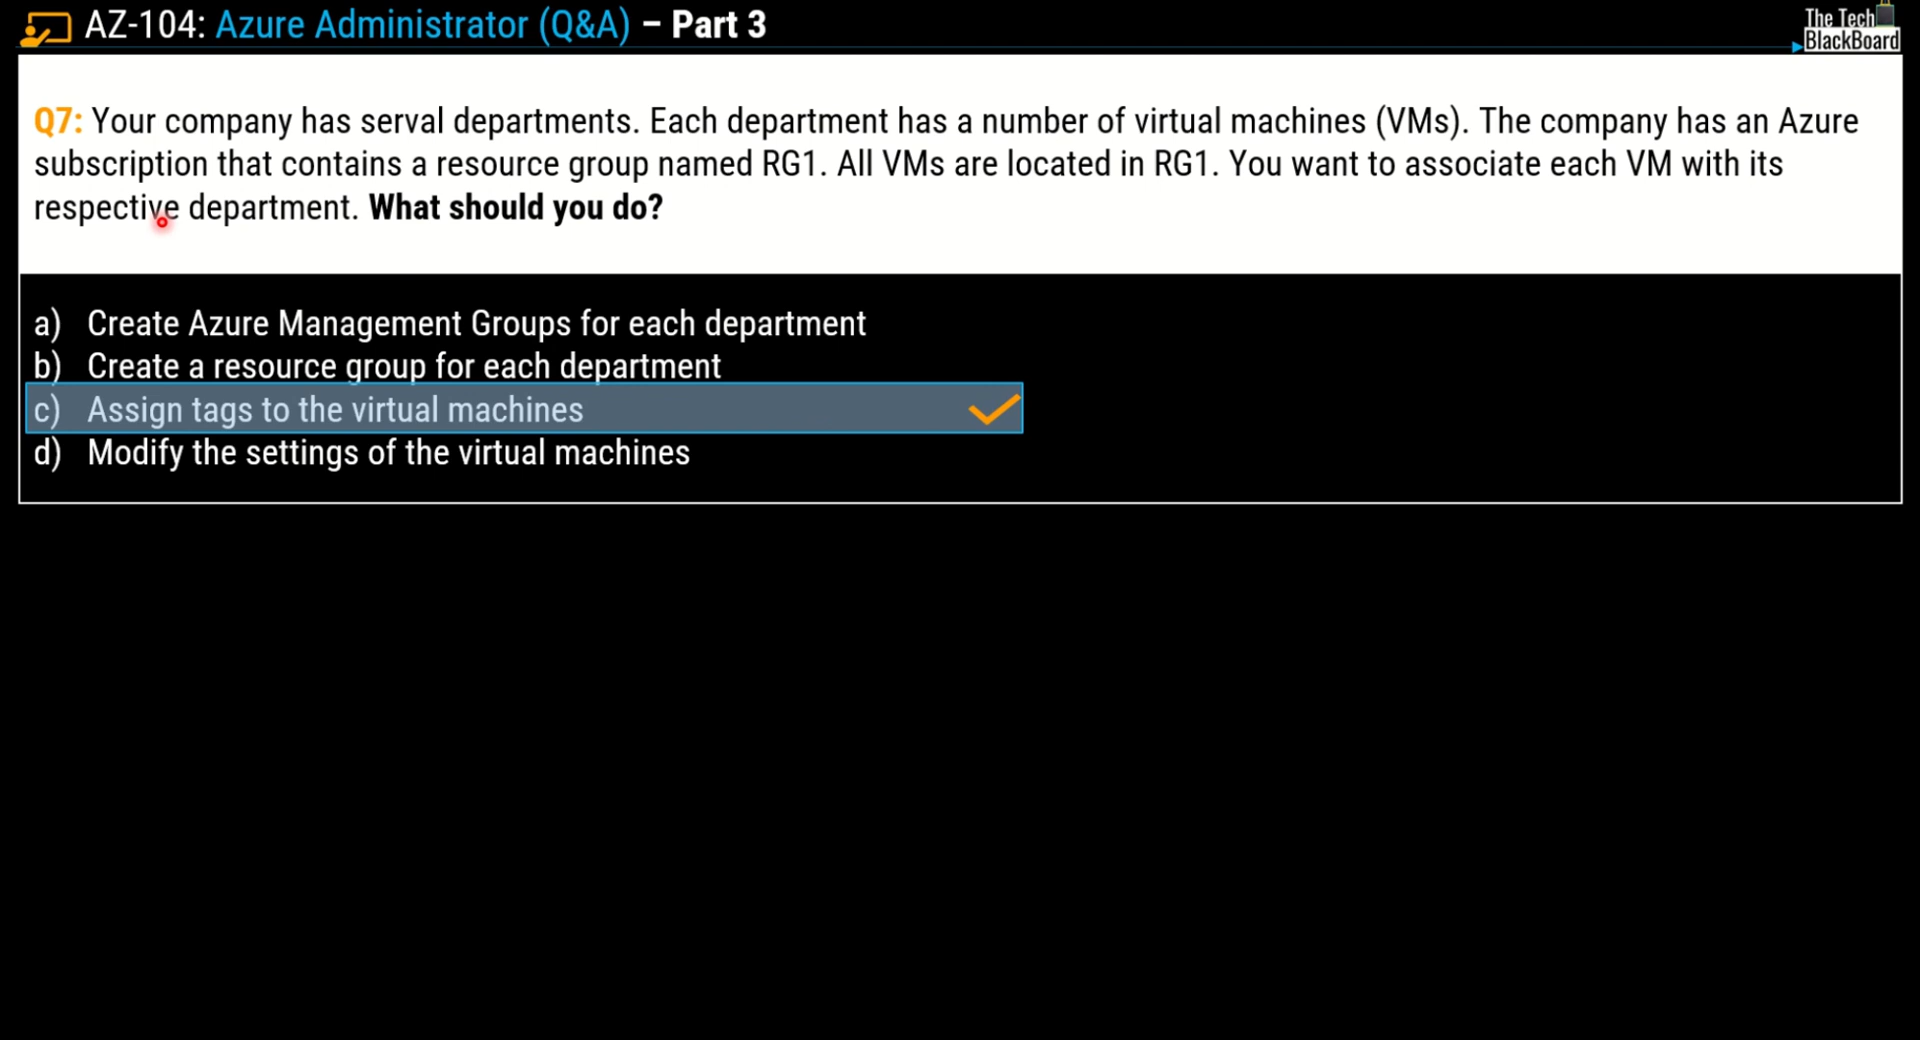 AZ-104: Azure Administrator (Q&A) – Part 3
The Tech
BlackBoard
Q7: Your company has serval departments. Each department has a number of virtual machines (VMs). The company has an Azure
subscription that contains a resource group named RG1. All VMs are located in RG1. You want to associate each VM with its
respective department. What should you do?
a) Create Azure Management Groups for each department
b) Create a resource group for each department
c) Assign tags to the virtual machines
d) Modify the settings of the virtual machines